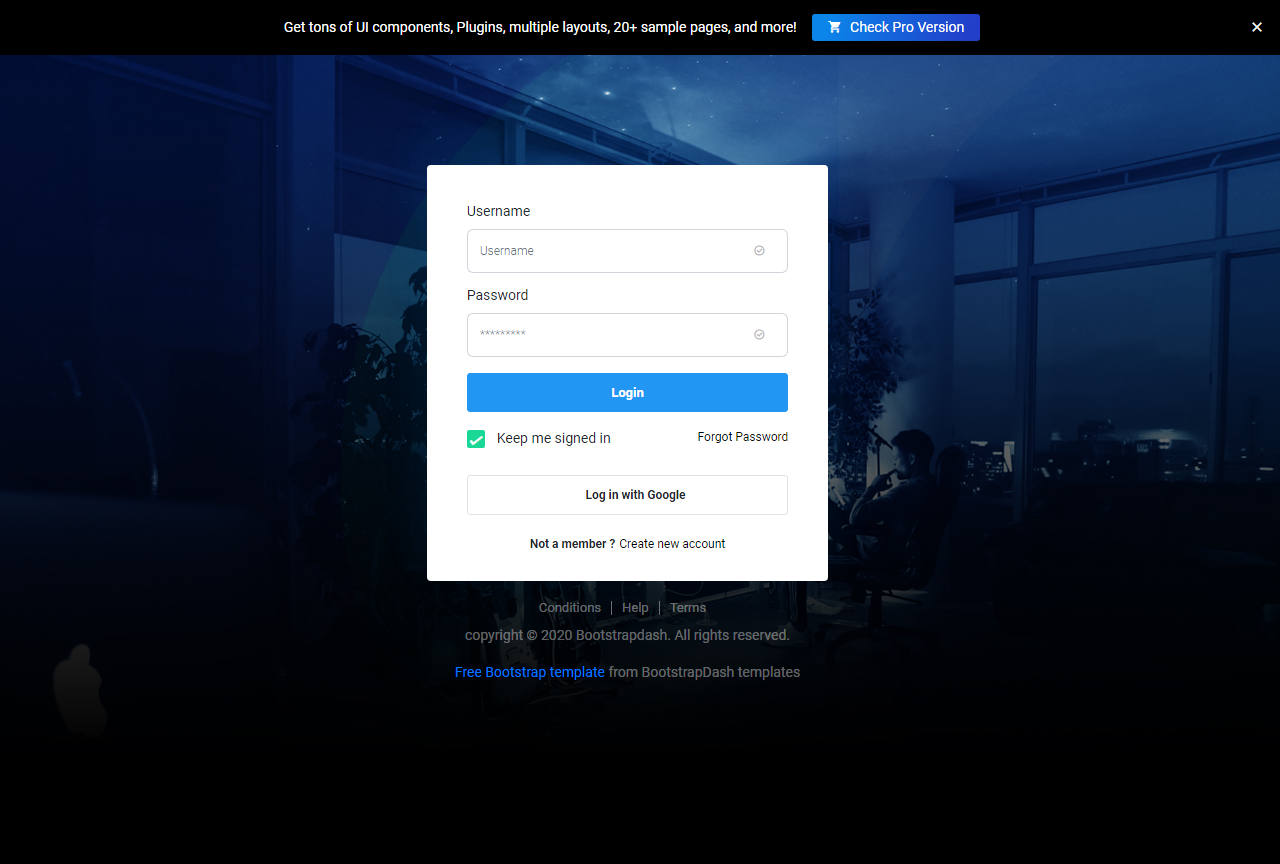 Get tons of UI components, Plugins, multiple layouts, 20+ sample pages, and more! Check Pro Version
Username
Username
Password
*********
Login
Keep me signed in Forgot Password
Log in with Google
Not a member ? Create new account
Conditions Help Terms
copyright © 2020 Bootstrapdash. All rights reserved.
Free Bootstrap template from BootstrapDash templates